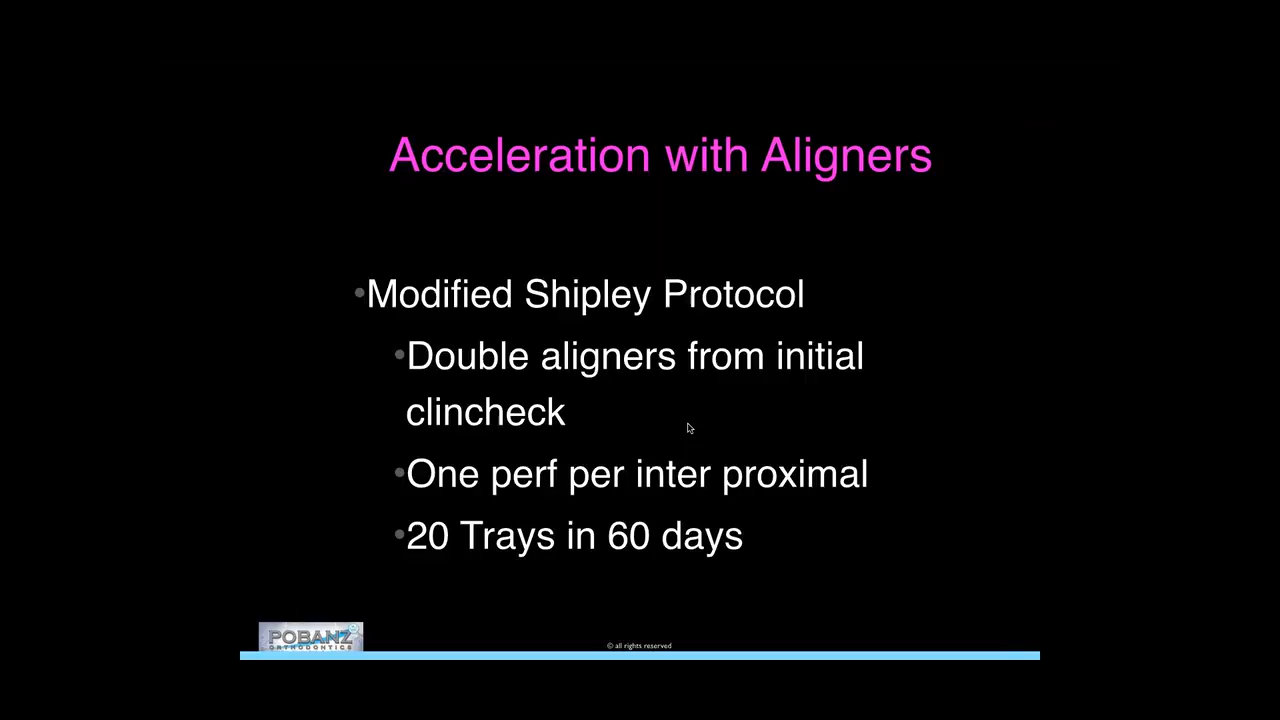 Acceleration with Aligners
•Modified Shipley Protocol
•Double aligners from initial
clincheck
•One perf per inter proximal
•20 Trays in 60 days
POBANZ
ORTHODONTICS
© all rights reserved